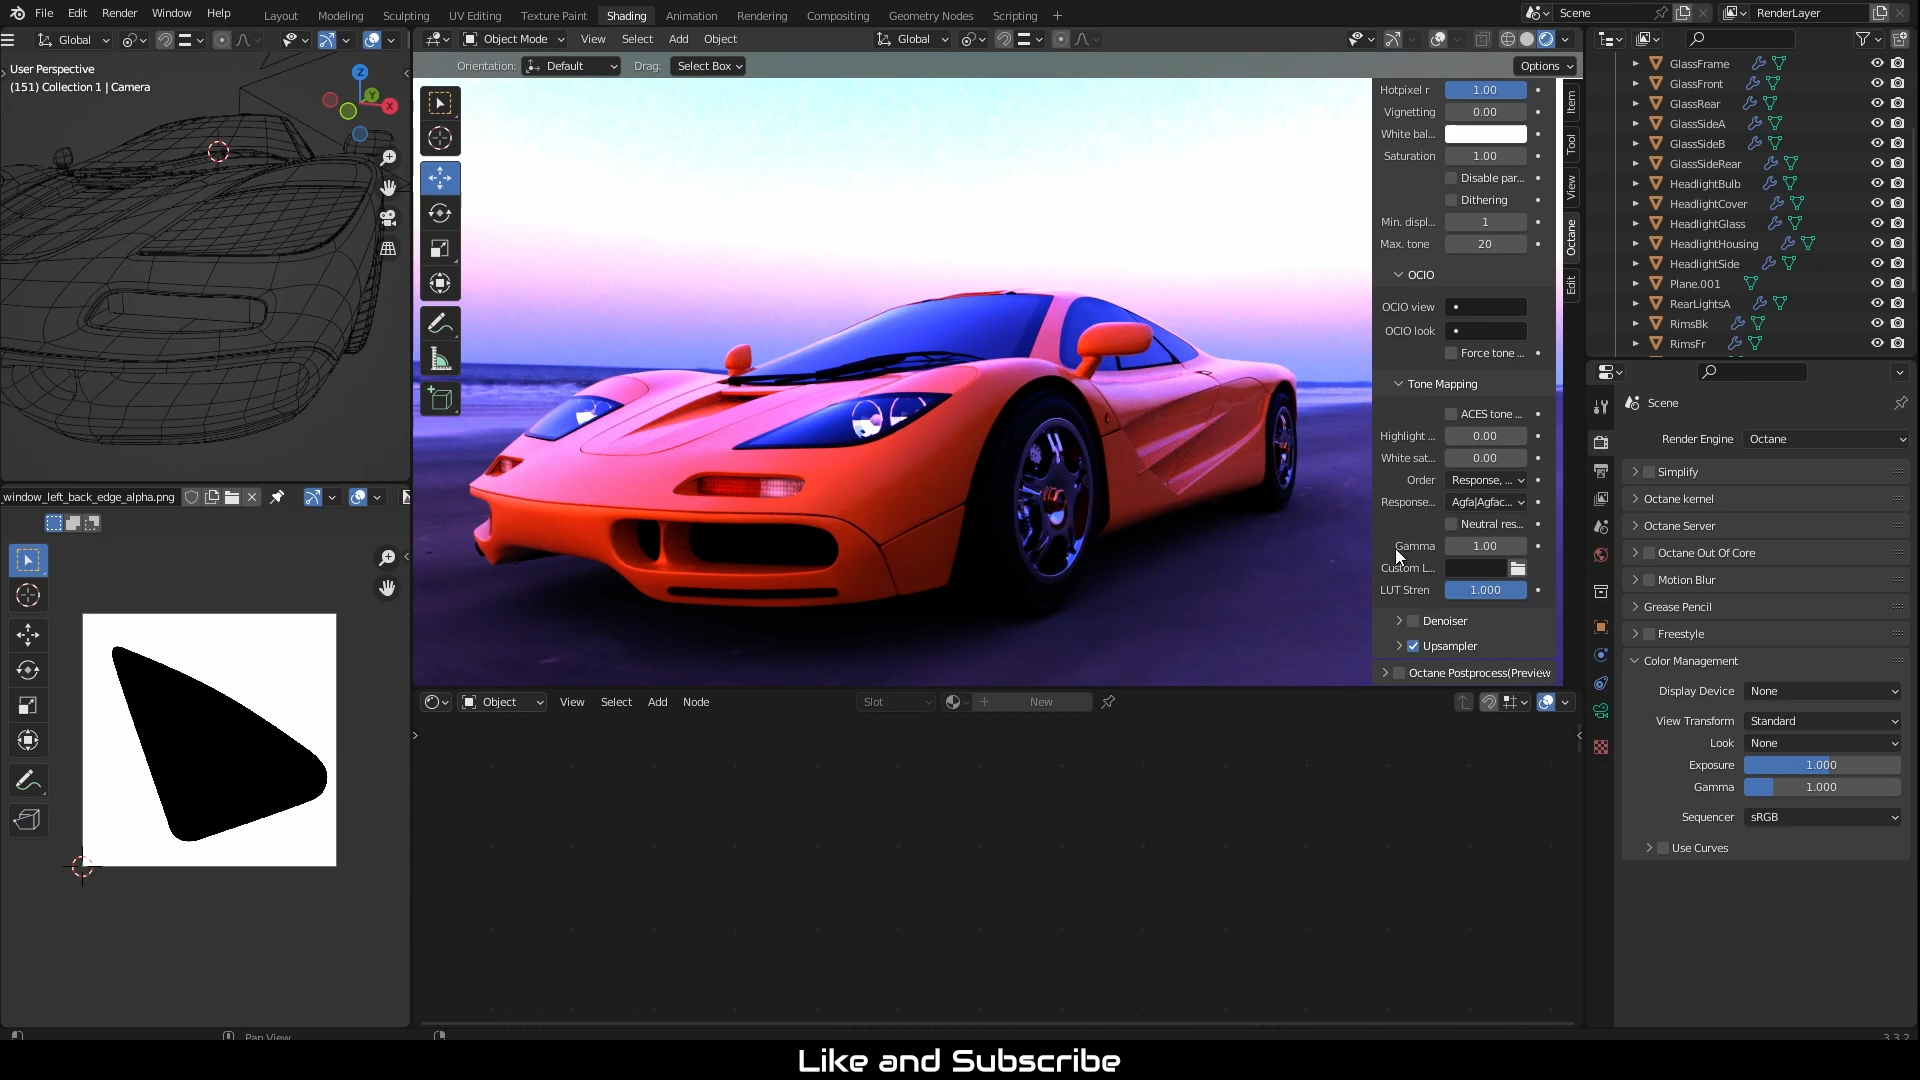 File Edit Render Window Help
Layout Modeling Sculpting UV Editing Texture Paint Shading Animation Rendering Compositing Geometry Nodes Scripting +
Scene RenderLayer
Global
Object Mode View Select Add Object Global
Orientation: Default Drag: Select Box Options
User Perspective
(151) Collection 1 | Camera
Z
Y
X
Hotpixel r 1.00
Vignetting 0.00
White bal...
Saturation 1.00
Disable par...
Dithering
Min. displ... 1
Max. tone 20
OCIO
OCIO view
OCIO look
Force tone ...
Tone Mapping
ACES tone ...
Highlight ... 0.00
White sat... 0.00
Order Response, ...
Response... Agfa|Agfac...
Neutral res...
Gamma 1.00
Custom L...
LUT Stren 1.000
Denoiser
Upsampler
Octane Postprocess(Preview
Item
Tool
View
Octane
Edit
GlassFrame
GlassFront
GlassRear
GlassSideA
GlassSideB
GlassSideRear
HeadlightBulb
HeadlightCover
HeadlightGlass
HeadlightHousing
HeadlightSide
Plane.001
RearLightsA
RimsBk
RimsFr
Scene
Render Engine Octane
Simplify
Octane kernel
Octane Server
Octane Out Of Core
Motion Blur
Grease Pencil
Freestyle
Color Management
Display Device None
View Transform Standard
Look None
Exposure 1.000
Gamma 1.000
Sequencer sRGB
Use Curves
_window_left_back_edge_alpha.png
Object View Select Add Node Slot New
Pan View
3.3.2
Like and Subscribe